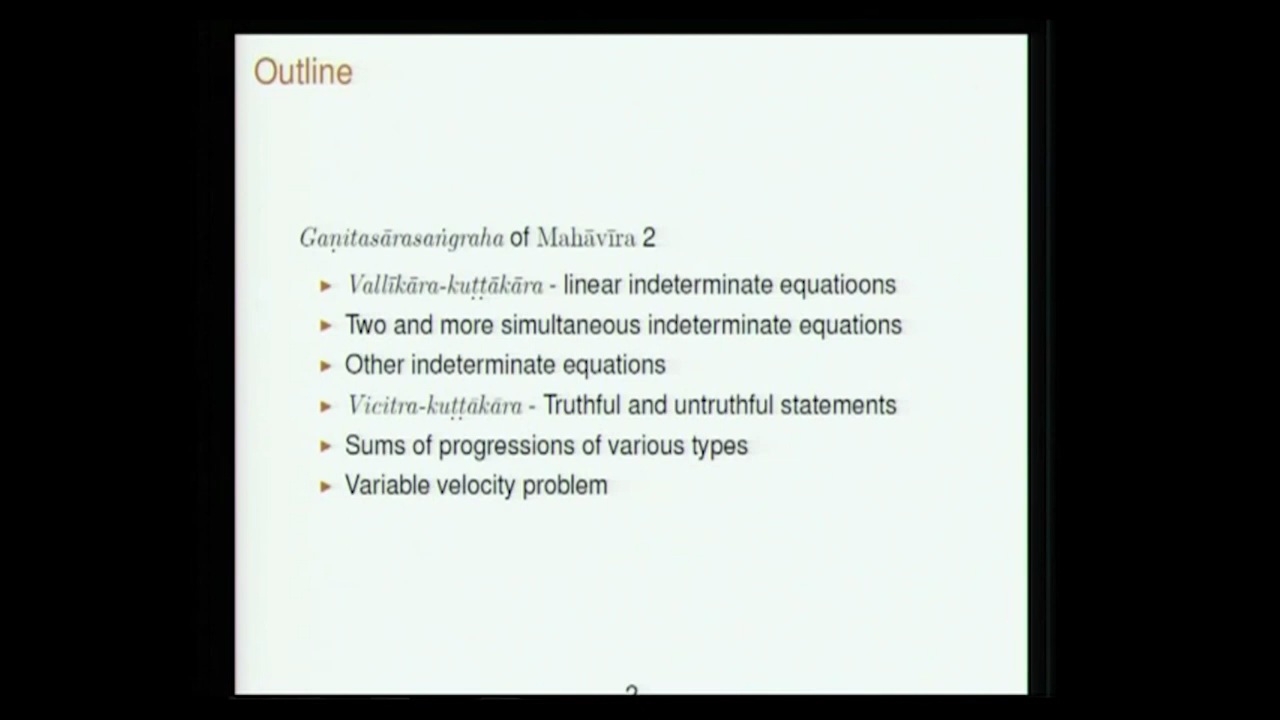 Outline
Gaṇitasārasaṅgraha of Mahāvīra 2
► Vallīkāra-kuṭṭākāra - linear indeterminate equatioons
► Two and more simultaneous indeterminate equations
► Other indeterminate equations
► Vicitra-kuṭṭākāra - Truthful and untruthful statements
► Sums of progressions of various types
► Variable velocity problem